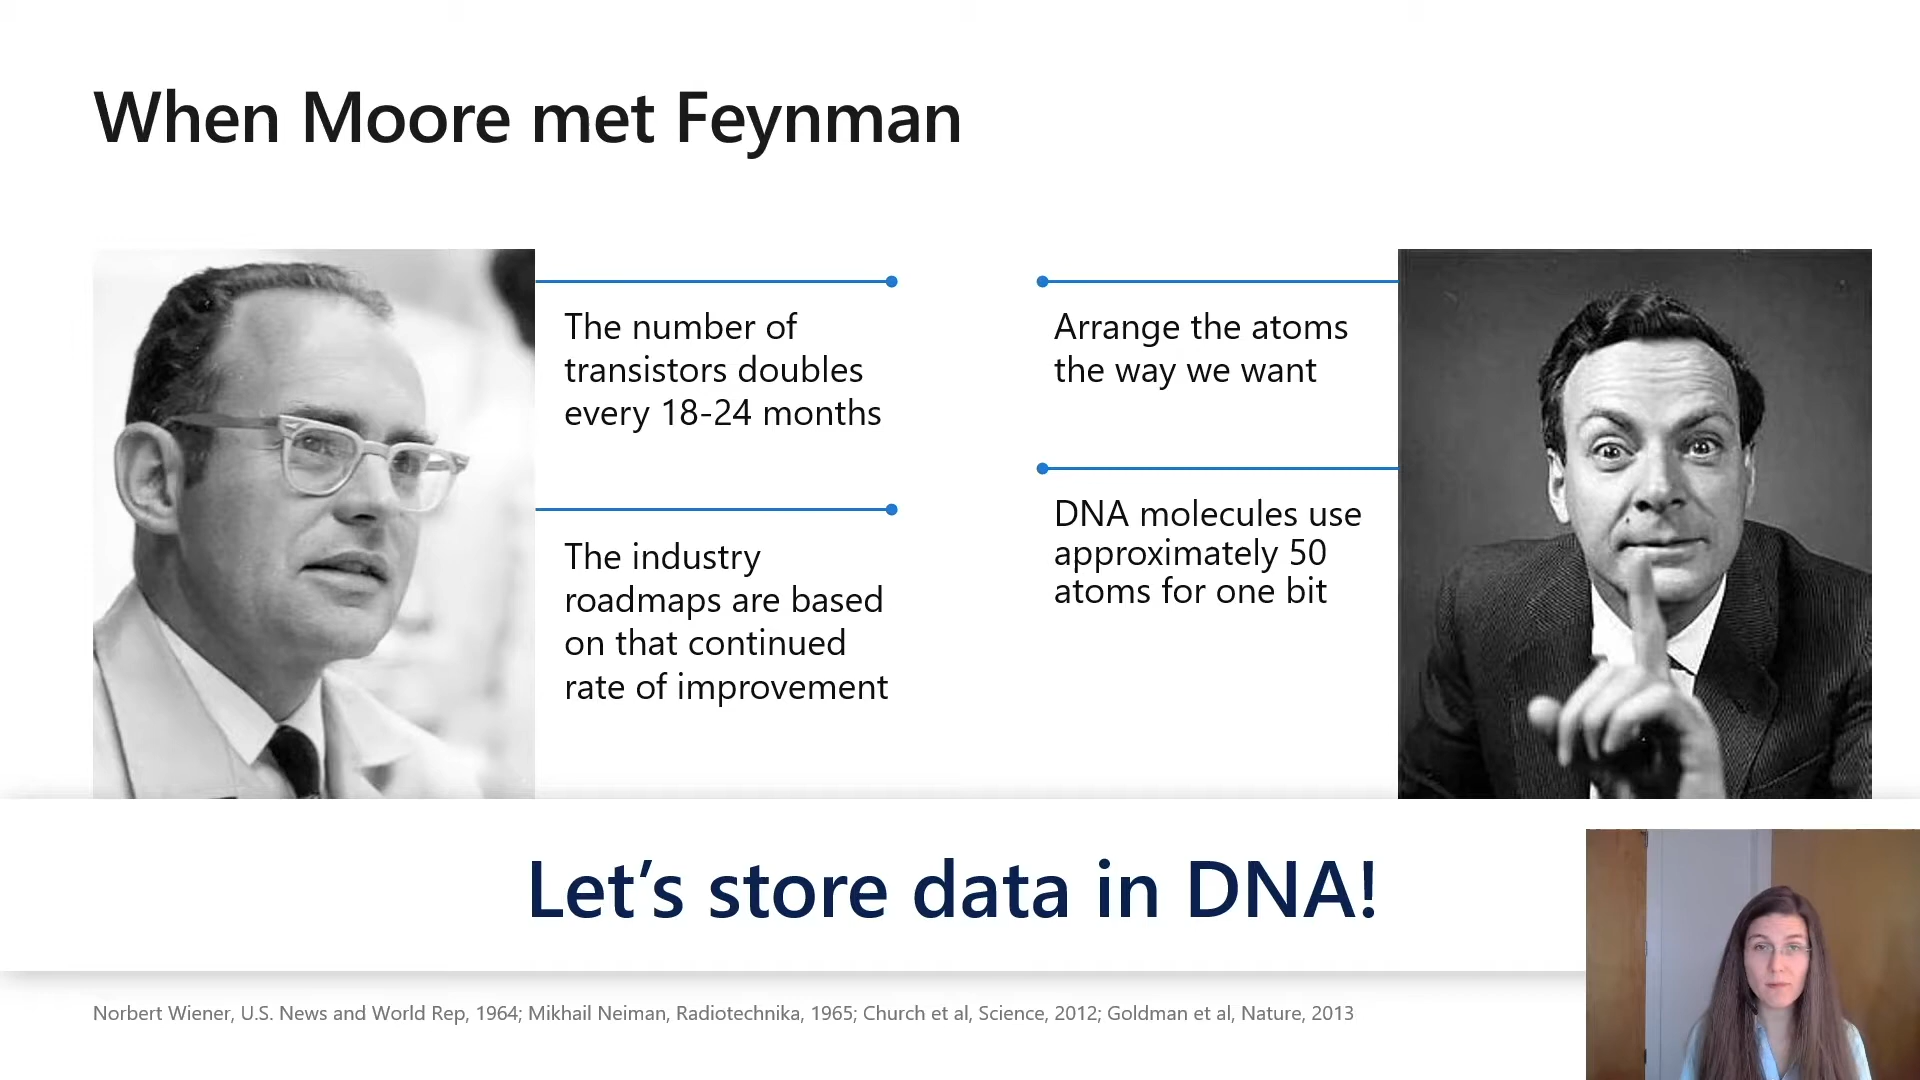 When Moore met Feynman
The number of
transistors doubles
every 18-24 months
The industry
roadmaps are based
on that continued
rate of improvement
Arrange the atoms
the way we want
DNA molecules use
approximately 50
atoms for one bit
Let’s store data in DNA!
Norbert Wiener, U.S. News and World Rep, 1964; Mikhail Neiman, Radiotechnika, 1965; Church et al, Science, 2012; Goldman et al, Nature, 2013